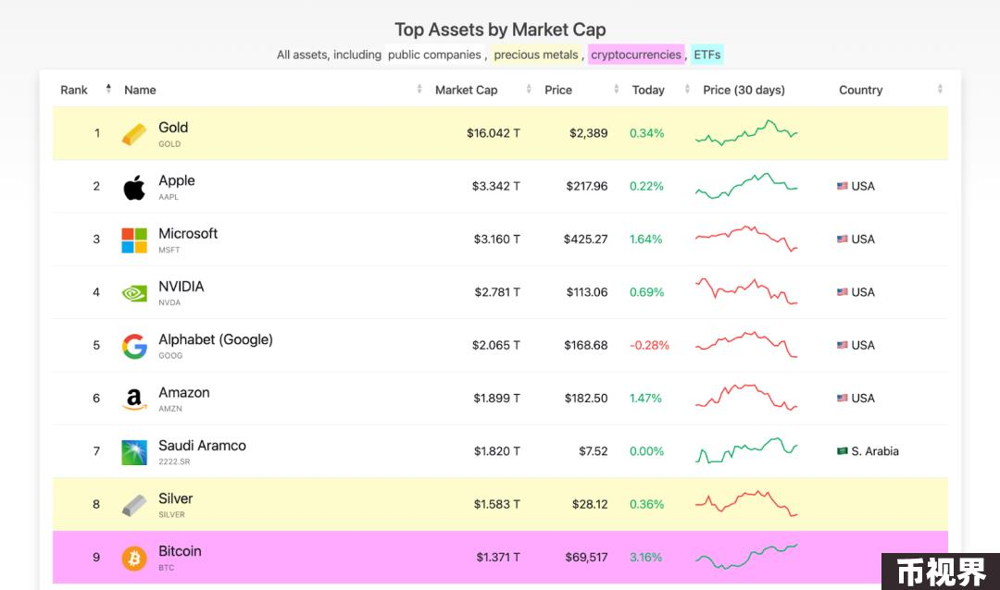 Top Assets by Market Cap
All assets, including public companies , precious metals , cryptocurrencies , ETFs
Rank Name Market Cap Price Today Price (30 days) Country
1 Gold $16.042 T $2,389 0.34%
GOLD
2 Apple $3.342 T $217.96 0.22% USA
AAPL
3 Microsoft $3.160 T $425.27 1.64% USA
MSFT
4 NVIDIA $2.781 T $113.06 0.69% USA
NVDA
5 Alphabet (Google) $2.065 T $168.68 -0.28% USA
GOOG
6 Amazon $1.899 T $182.50 1.47% USA
AMZN
7 Saudi Aramco $1.820 T $7.52 0.00% S. Arabia
2222.SR
8 Silver $1.583 T $28.12 0.36%
SILVER
9 Bitcoin $1.371 T $69,517 3.16%
BTC
币视界